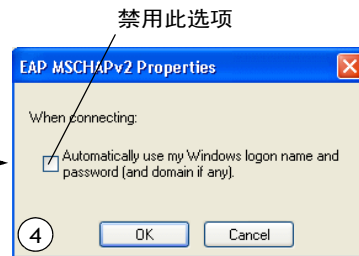 禁用此选项
EAP MSCHAPv2 Properties
When connecting:
Automatically use my Windows logon name and
password (and domain if any).
4
OK
Cancel